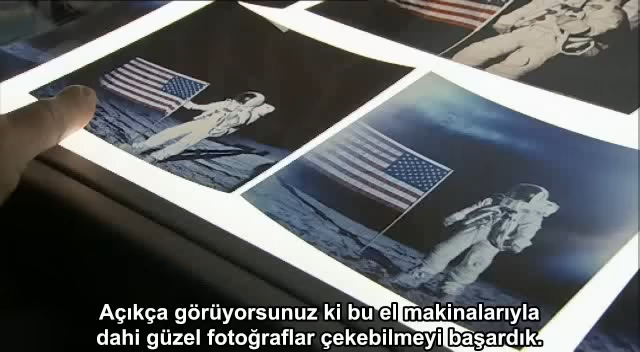 Açıkça görüyorsunuz ki bu el makinalarıyla
dahi güzel fotoğraflar çekebilmeyi başardık.